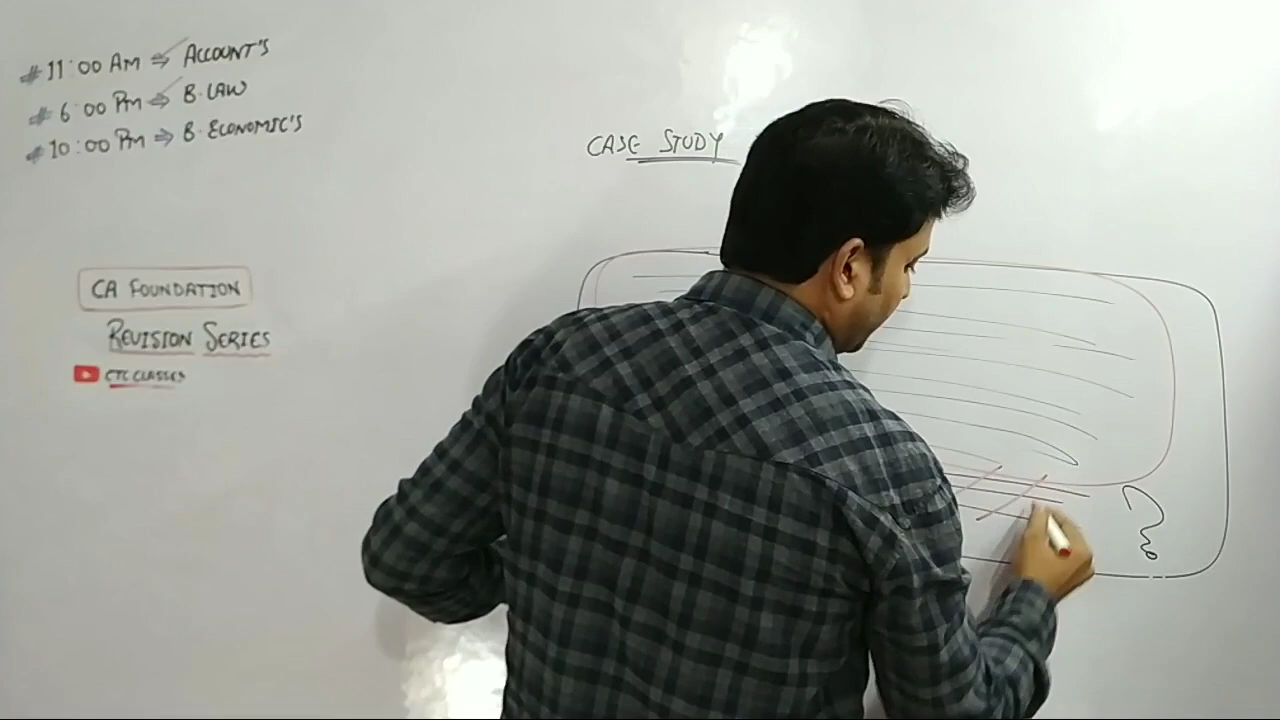 # 11:00 AM ⇒ ACCOUNT'S
# 6:00 PM ⇒ B.LAW
# 10:00 PM ⇒ B.ECONOMIC'S
CASE STUDY
CA FOUNDATION
REVISION SERIES
CTC CLASSES